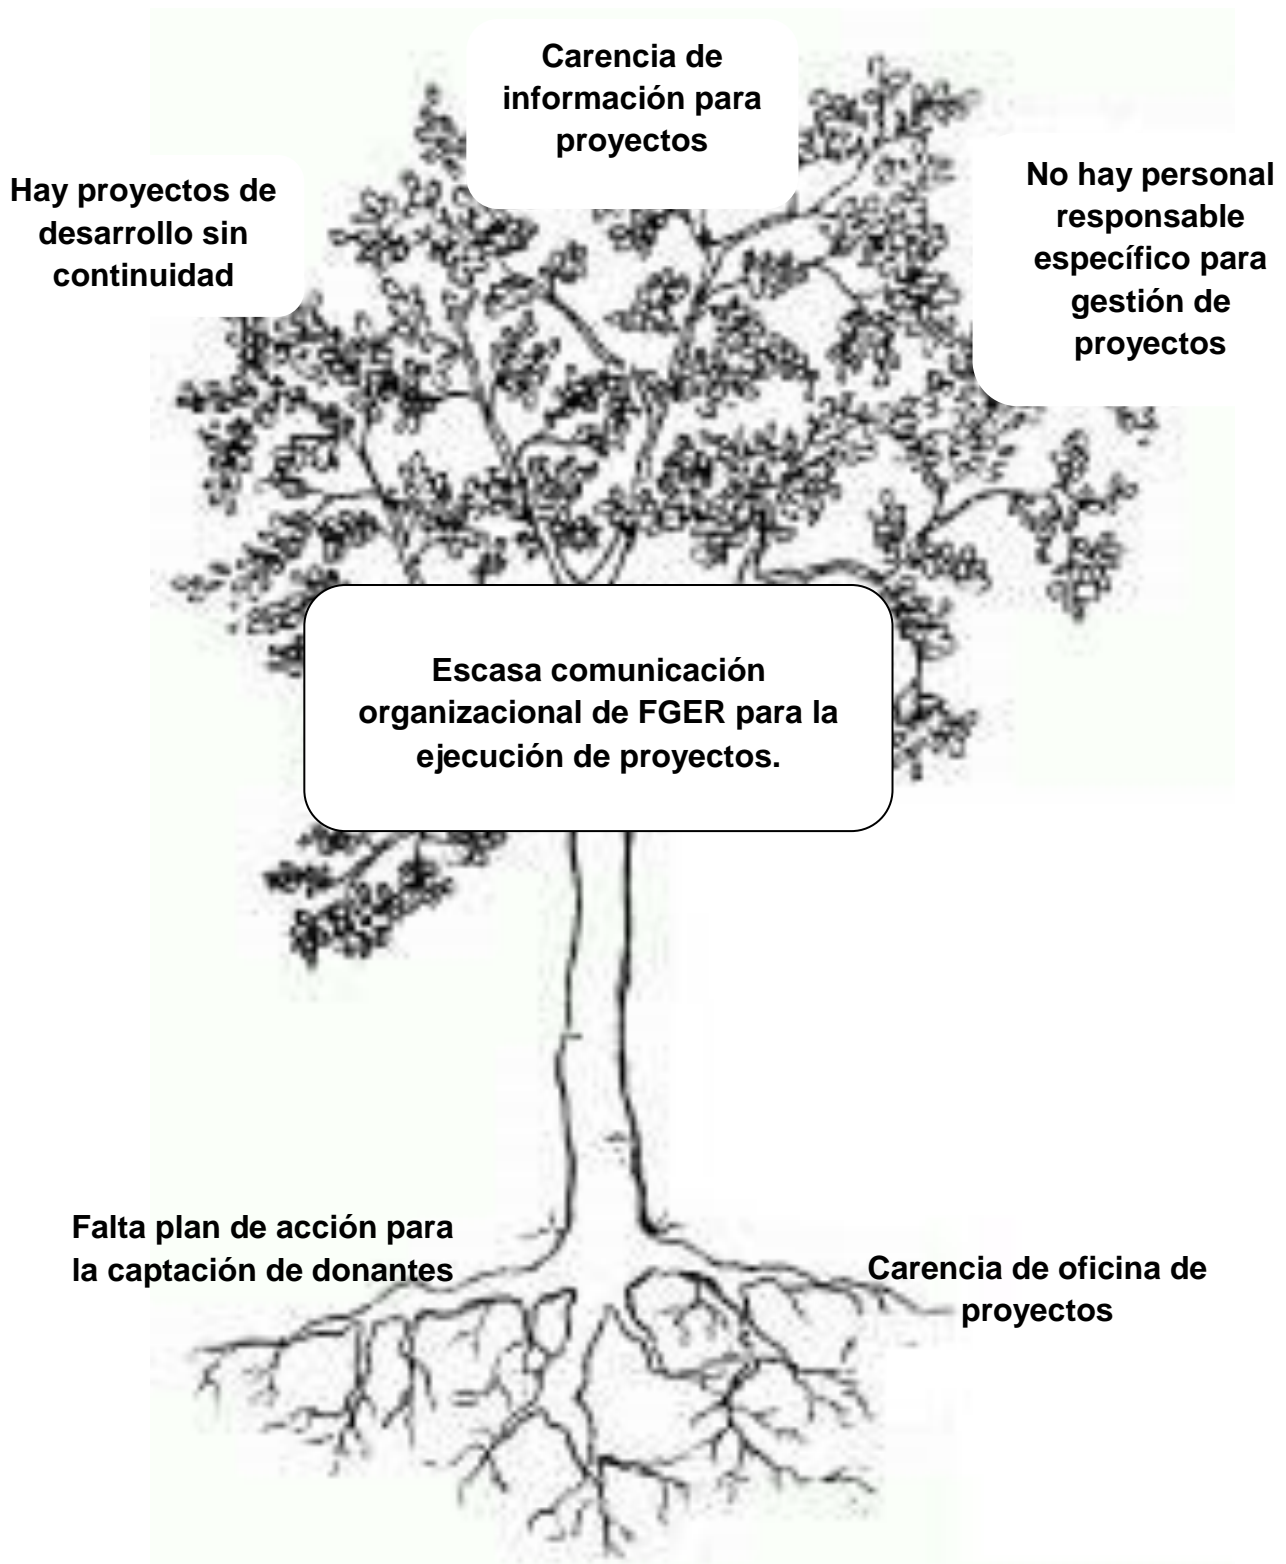 Carencia de
información para
proyectos
Hay proyectos de
desarrollo sin
continuidad
No hay personal
responsable
específico para
gestión de
proyectos
Escasa comunicación
organizacional de FGER para la
ejecución de proyectos.
Falta plan de acción para
la captación de donantes
Carencia de oficina de
proyectos